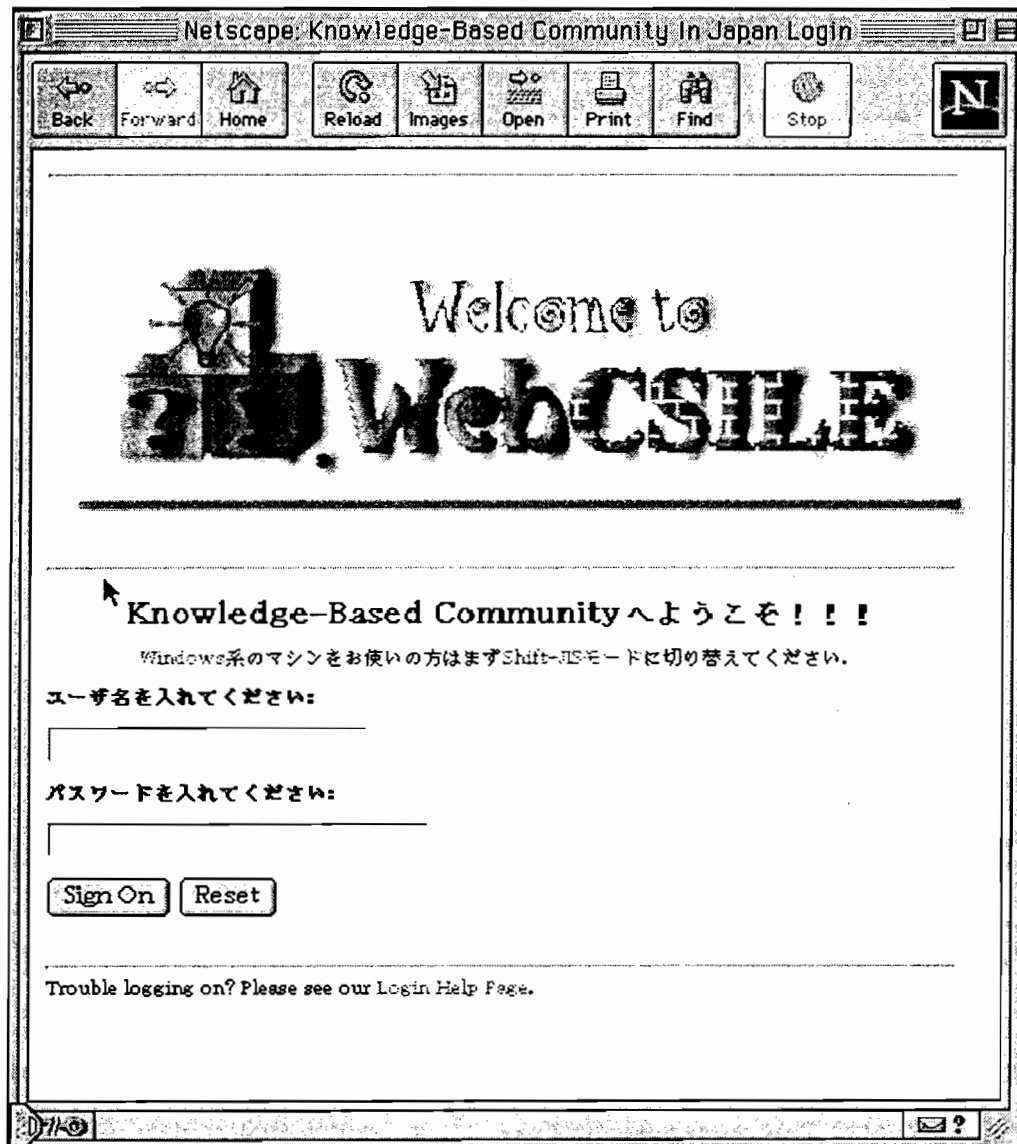 Netscape: Knowledge-Based Community In Japan Login
Back Forward Home Reload Images Open Print Find Stop N
Welcome to
WebCSILE
Knowledge-Based Communityへようこそ！！！
Windows系のマシンをお使いの方はまずShift-JISモードに切り替えてください.
ユーザ名を入れてください:
パスワードを入れてください:
Sign On Reset
Trouble logging on? Please see our Login Help Page.
?